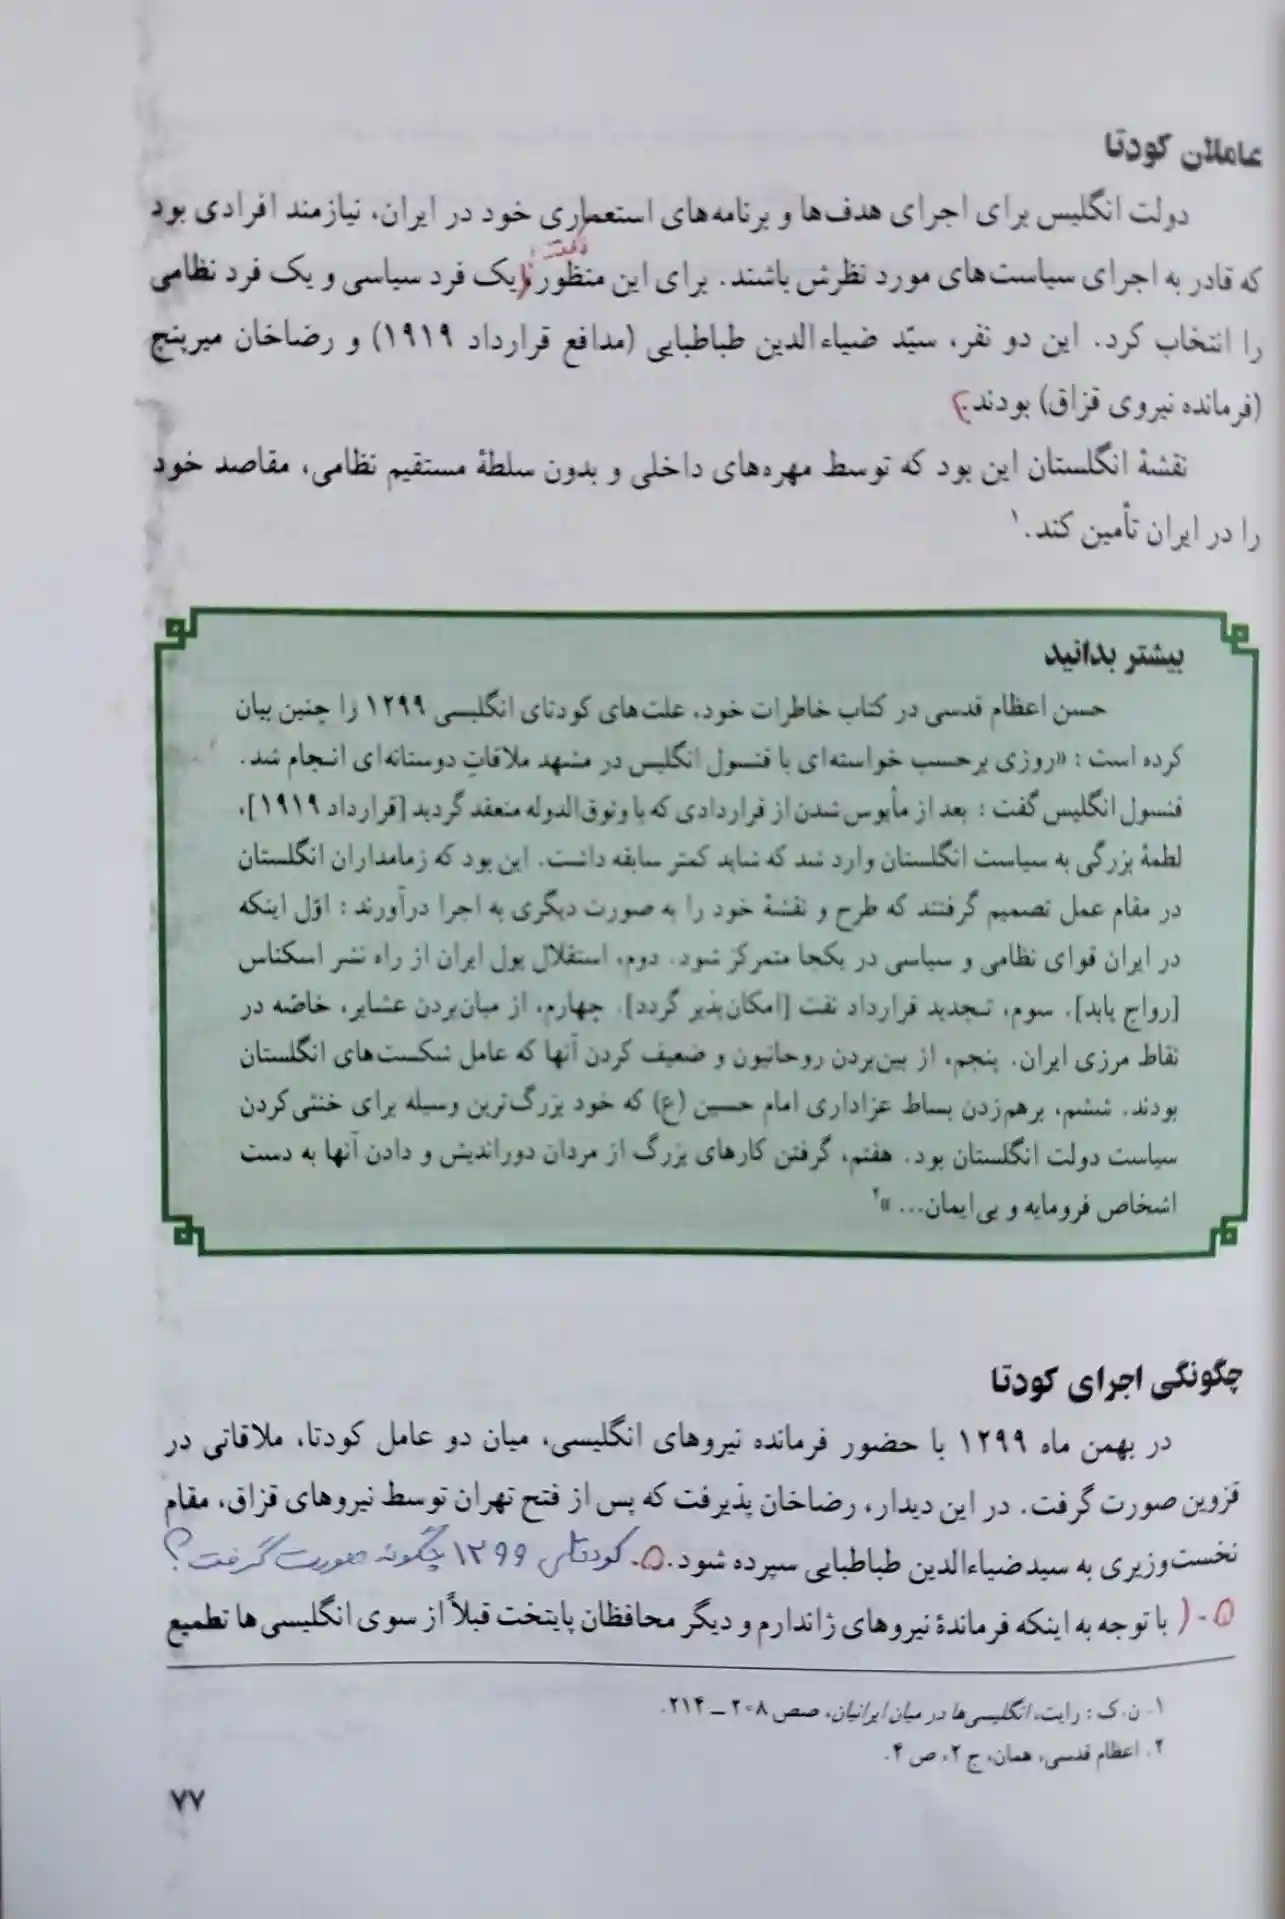 عاملان کودتا
دولت انگلیس برای اجرای هدف‌ها و برنامه‌های استعماری خود در ایران، نیازمند افرادی بود
که قادر به اجرای سیاست‌های مورد نظرش باشند. برای این منظور، یک فرد سیاسی و یک فرد نظامی
را انتخاب کرد. این دو نفر، سیّد ضیاءالدین طباطبایی (مدافع قرارداد ۱۹۱۹) و رضاخان میرپنج
(فرمانده نیروی قزاق) بودند.
نقشهٔ انگلستان این بود که توسط مهره‌های داخلی و بدون سلطهٔ مستقیم نظامی، مقاصد خود
را در ایران تأمین کند.۱
بیشتر بدانید
حسن اعظام قدسی در کتاب خاطرات خود، علت‌های کودتای انگلیسی ۱۲۹۹ را چنین بیان
کرده است: «روزی برحسب خواسته‌ای با قنسول انگلیس در مشهد ملاقاتِ دوستانه‌ای انجام شد.
قنسول انگلیس گفت: بعد از مأیوس شدن از قراردادی که با وثوق‌الدوله منعقد گردید [قرارداد ۱۹۱۹]،
لطمهٔ بزرگی به سیاست انگلستان وارد شد که شاید کمتر سابقه داشت. این بود که زمامداران انگلستان
در مقام عمل تصمیم گرفتند که طرح و نقشهٔ خود را به صورت دیگری به اجرا درآورند: اوّل اینکه
در ایران قوای نظامی و سیاسی در یکجا متمرکز شود. دوم، استقلال پول ایران از راه نشر اسکناس
[رواج یابد]. سوم، تجدید قرارداد نفت [امکان‌پذیر گردد]. چهارم، از میان‌بردن عشایر، خاصّه در
نقاط مرزی ایران. پنجم، از بین‌بردن روحانیون و ضعیف کردن آنها که عامل شکست‌های انگلستان
بودند. ششم، برهم‌زدن بساط عزاداری امام حسین (ع) که خود بزرگ‌ترین وسیله برای خنثی‌کردن
سیاست دولت انگلستان بود. هفتم، گرفتن کارهای بزرگ از مردان دوراندیش و دادن آنها به دست
اشخاص فرومایه و بی‌ایمان...»۲
چگونگی اجرای کودتا
در بهمن ماه ۱۲۹۹ با حضور فرمانده نیروهای انگلیسی، میان دو عامل کودتا، ملاقاتی در
قزوین صورت گرفت. در این دیدار، رضاخان پذیرفت که پس از فتح تهران توسط نیروهای قزاق، مقام
نخست‌وزیری به سید ضیاءالدین طباطبایی سپرده شود. ۵. کودتای ۱۲۹۹ چگونه صورت گرفت؟
۵-( با توجه به اینکه فرماندهٔ نیروهای ژاندارم و دیگر محافظان پایتخت قبلاً از سوی انگلیسی‌ها تطمیع
۱. ن.ک: رایت، انگلیسی‌ها در میان ایرانیان، صص ۲۰۸ – ۲۱۴.
۲. اعظام قدسی، همان، ج ۲، ص ۴.
۷۷